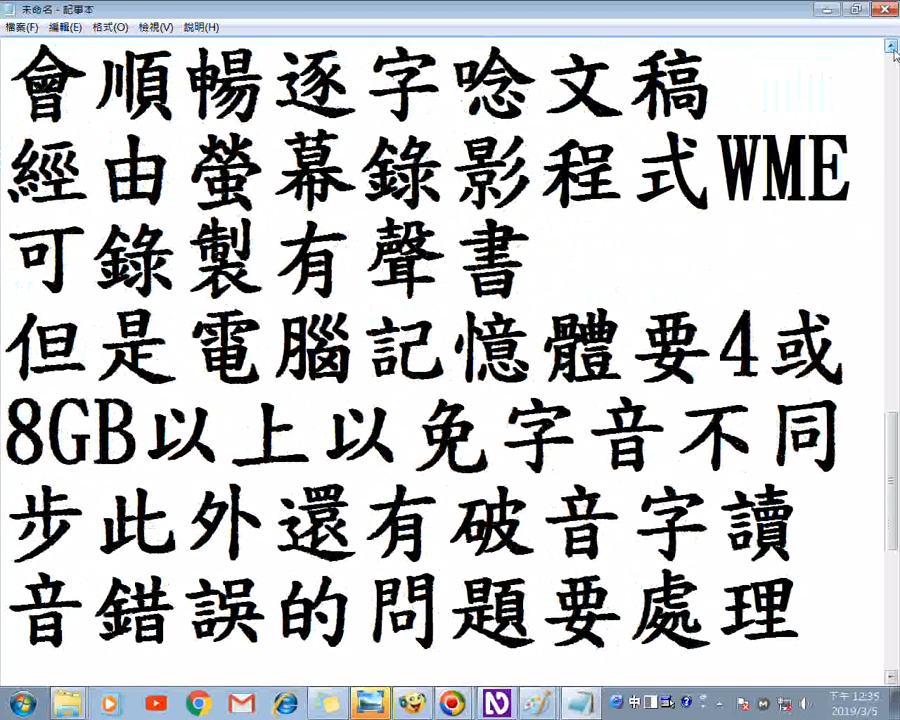 未命名 - 記事本
檔案(F) 編輯(E) 格式(O) 檢視(V) 說明(H)
會順暢逐字唸文稿
經由螢幕錄影程式WME
可錄製有聲書
但是電腦記憶體要4或
8GB以上以免字音不同
步此外還有破音字讀
音錯誤的問題要處理
中
下午 12:35
2019/3/5